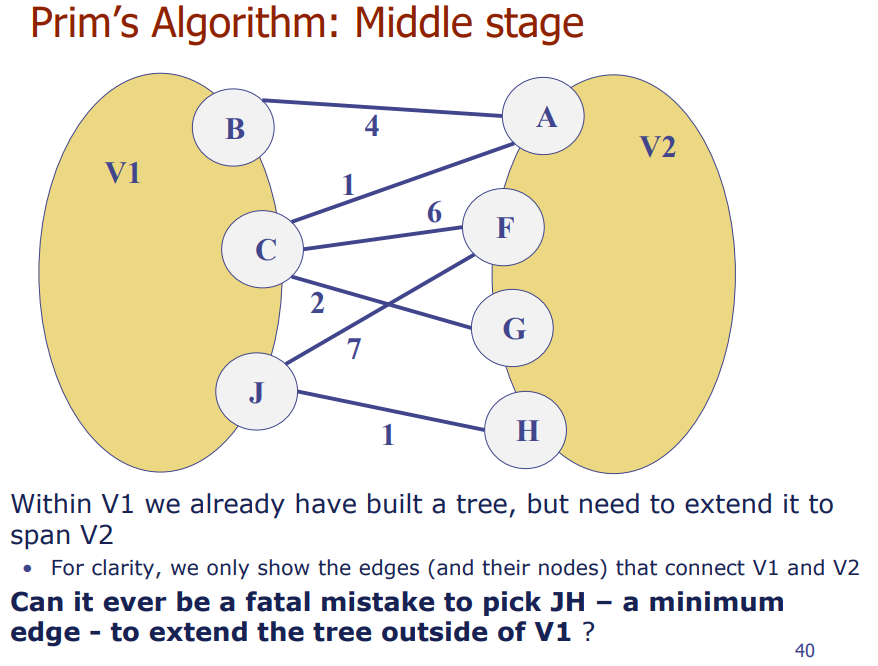 Prim's Algorithm: Middle stage
B
A
4
V1
V2
1
6
F
C
2
G
7
J
H
1
Within V1 we already have built a tree, but need to extend it to
span V2
• For clarity, we only show the edges (and their nodes) that connect V1 and V2
Can it ever be a fatal mistake to pick JH – a minimum
edge - to extend the tree outside of V1 ?
40